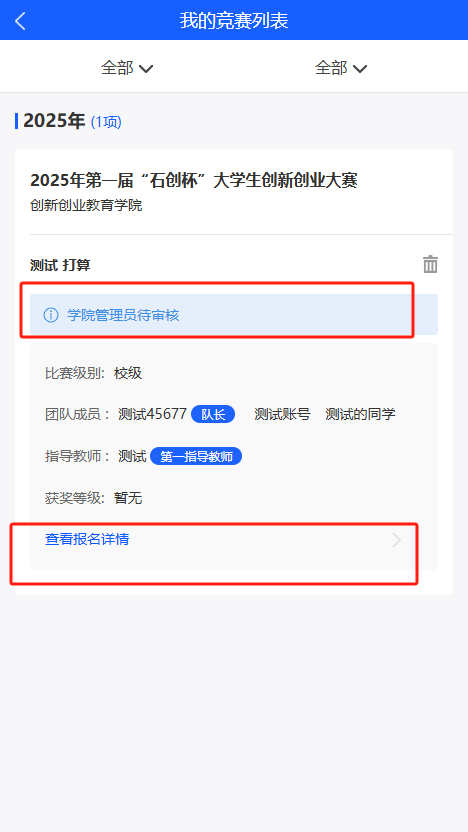 我的竞赛列表
全部 全部
2025年 (1项)
2025年第一届“石创杯”大学生创新创业大赛
创新创业教育学院
测试 打算
学院管理员待审核
比赛级别: 校级
团队成员: 测试45677 队长 测试账号 测试的同学
指导教师: 测试 第一指导教师
获奖等级: 暂无
查看报名详情